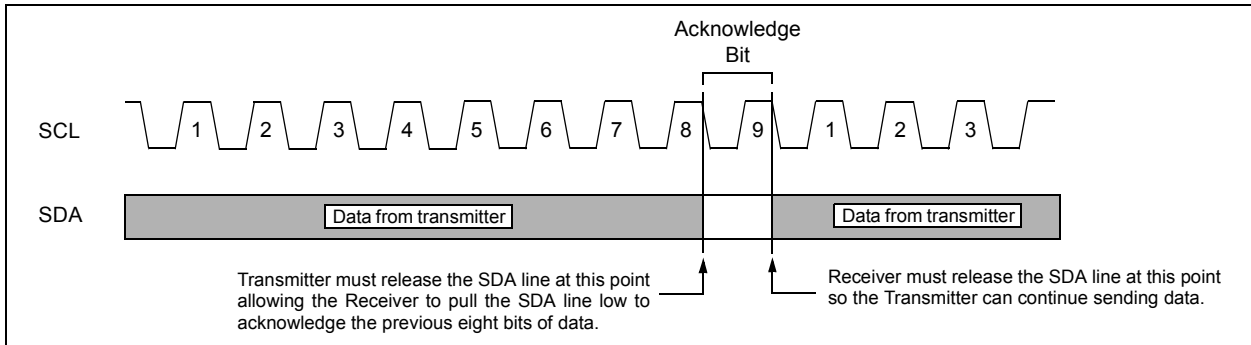 Acknowledge
Bit
SCL 1 2 3 4 5 6 7 8 9 1 2 3
SDA Data from transmitter Data from transmitter
Transmitter must release the SDA line at this point
allowing the Receiver to pull the SDA line low to
acknowledge the previous eight bits of data.
Receiver must release the SDA line at this point
so the Transmitter can continue sending data.